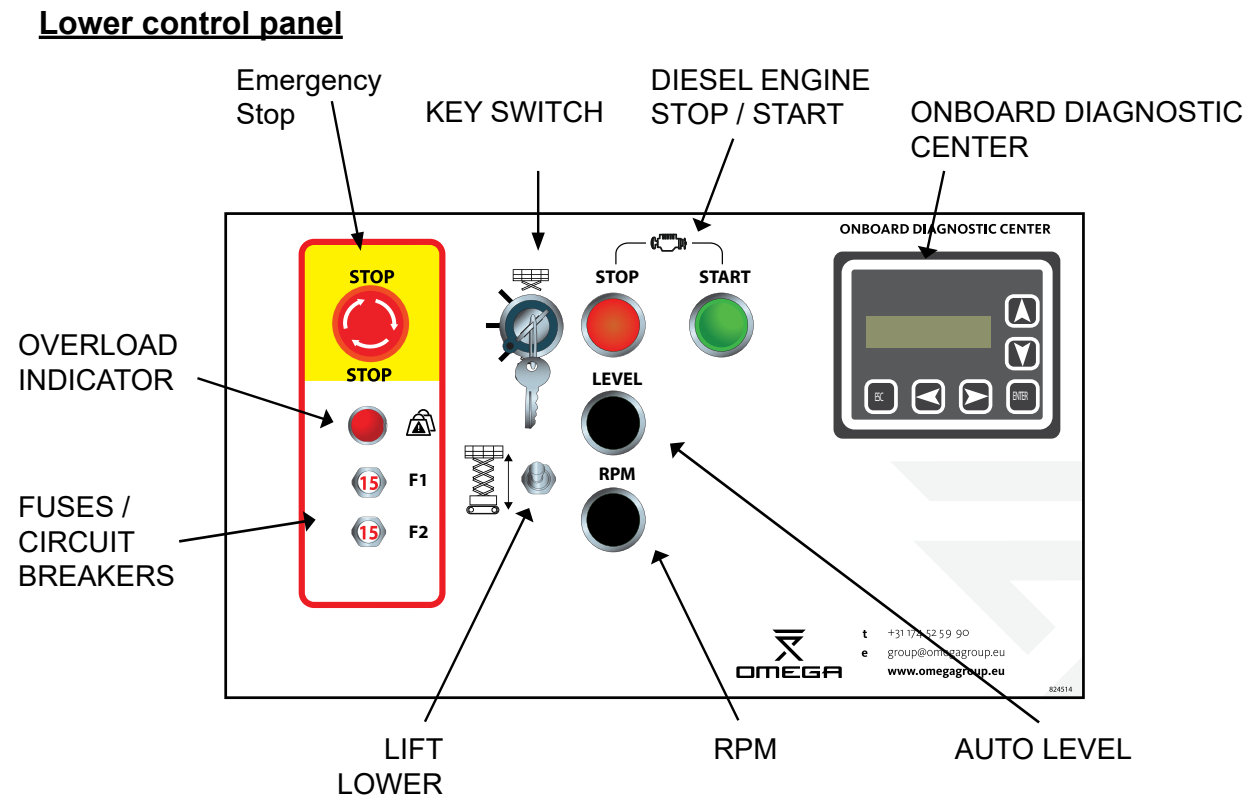 Lower control panel
Emergency
Stop
KEY SWITCH
DIESEL ENGINE
STOP / START
ONBOARD DIAGNOSTIC
CENTER
ONBOARD DIAGNOSTIC CENTER
STOP
STOP
START
STOP
OVERLOAD
INDICATOR
LEVEL
ESC
ENTER
15
F1
RPM
FUSES /
CIRCUIT
BREAKERS
15
F2
OMEGA
t +31 174 52 59 90
e group@omegagroup.eu
www.omegagroup.eu
824514
LIFT
LOWER
RPM
AUTO LEVEL